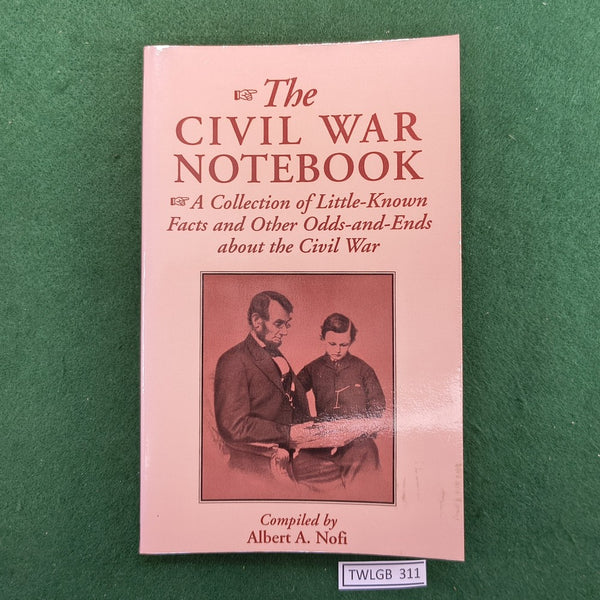 ☞ The
CIVIL WAR
NOTEBOOK
☞ A Collection of Little-Known
Facts and Other Odds-and-Ends
about the Civil War
Compiled by
Albert A. Nofi
TWLGB 311